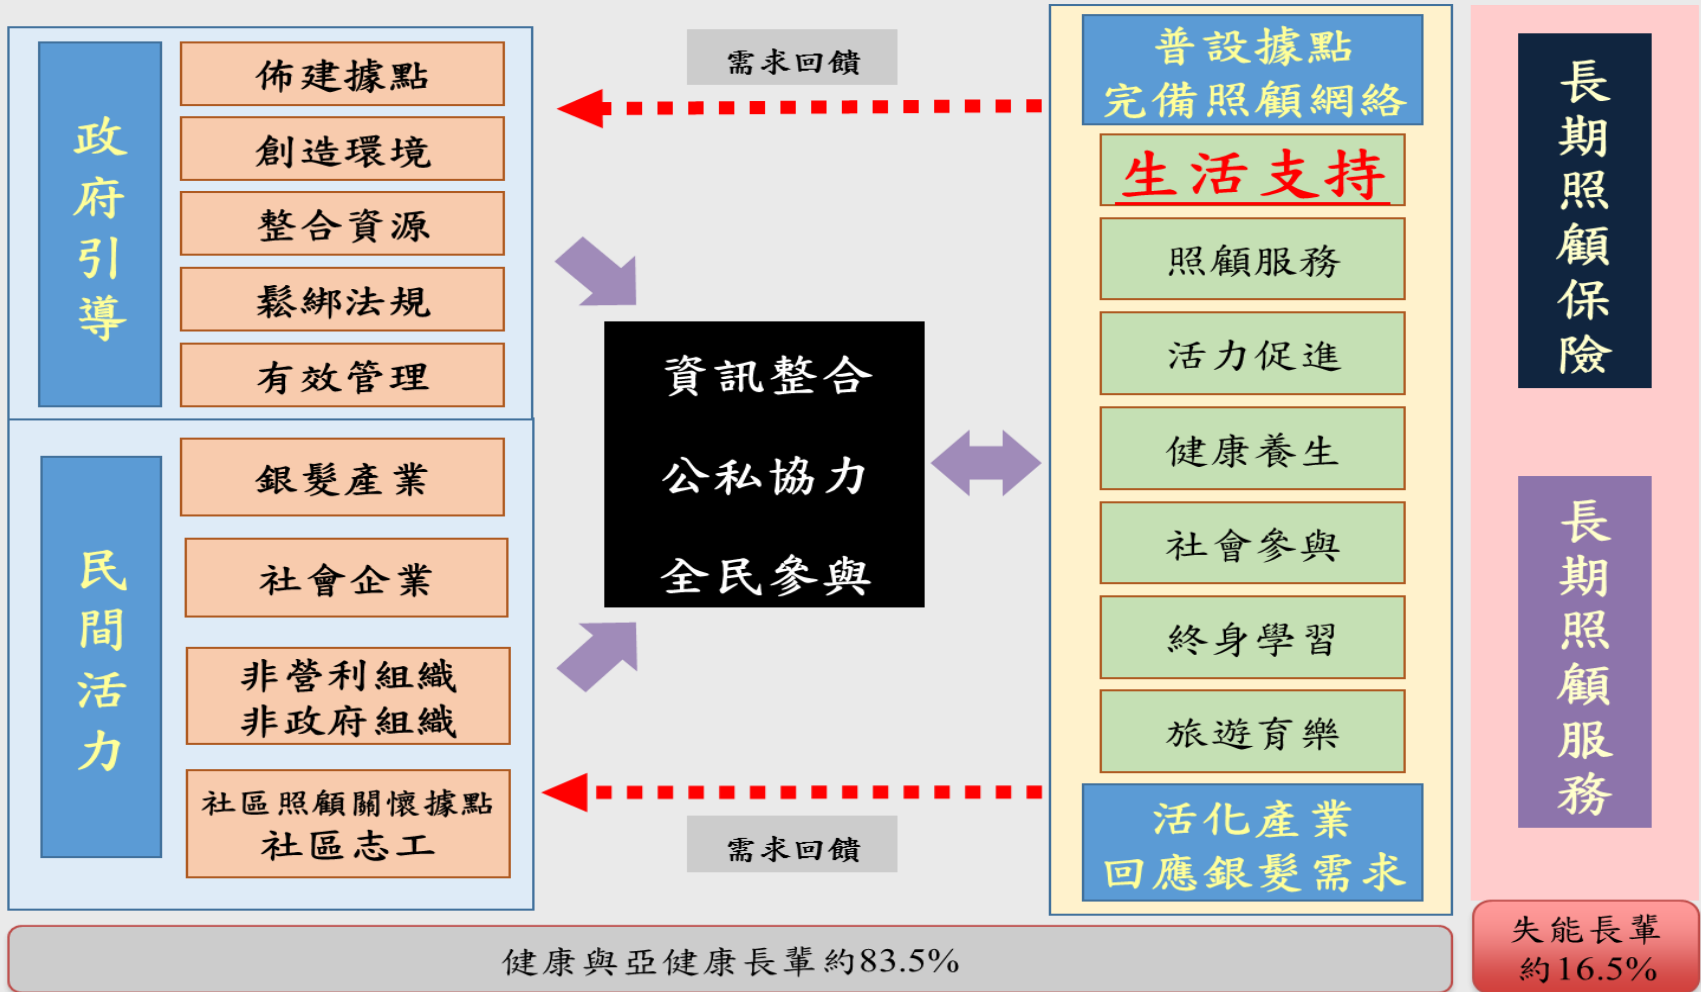 政府引導
佈建據點
創造環境
整合資源
鬆綁法規
有效管理
民間活力
銀髮產業
社會企業
非營利組織
非政府組織
社區照顧關懷據點
社區志工
需求回饋
資訊整合
公私協力
全民參與
需求回饋
普設據點
完備照顧網絡
生活支持
照顧服務
活力促進
健康養生
社會參與
終身學習
旅遊育樂
活化產業
回應銀髮需求
長期照顧保險
長期照顧服務
健康與亞健康長輩約83.5%
失能長輩
約16.5%